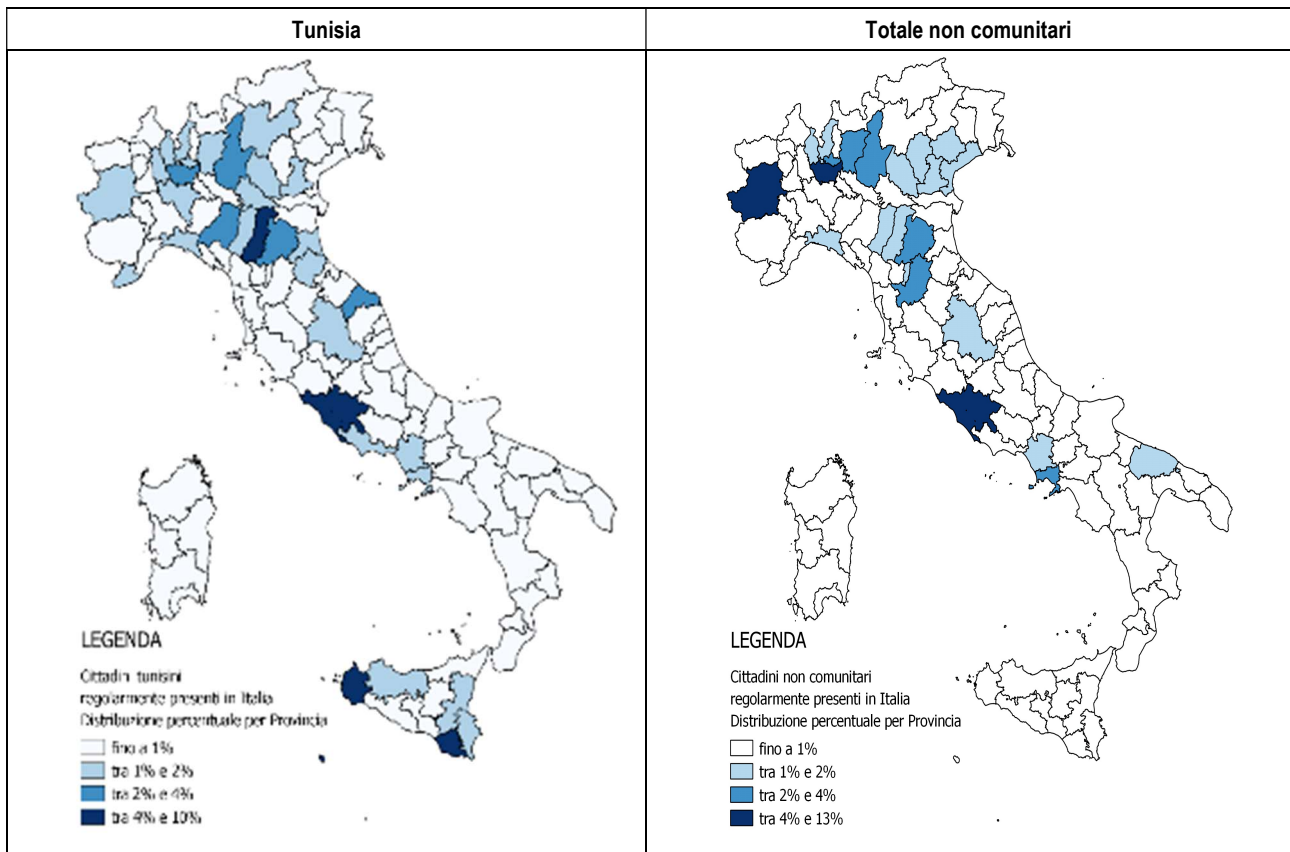 Tunisia
Totale non comunitari
LEGENDA
Cittadini tunisini
regolarmente presenti in Italia
Distribuzione percentuale per Provincia
fino a 1%
tra 1% e 2%
tra 2% e 4%
tra 4% e 10%
LEGENDA
Cittadini non comunitari
regolarmente presenti in Italia
Distribuzione percentuale per Provincia
fino a 1%
tra 1% e 2%
tra 2% e 4%
tra 4% e 13%